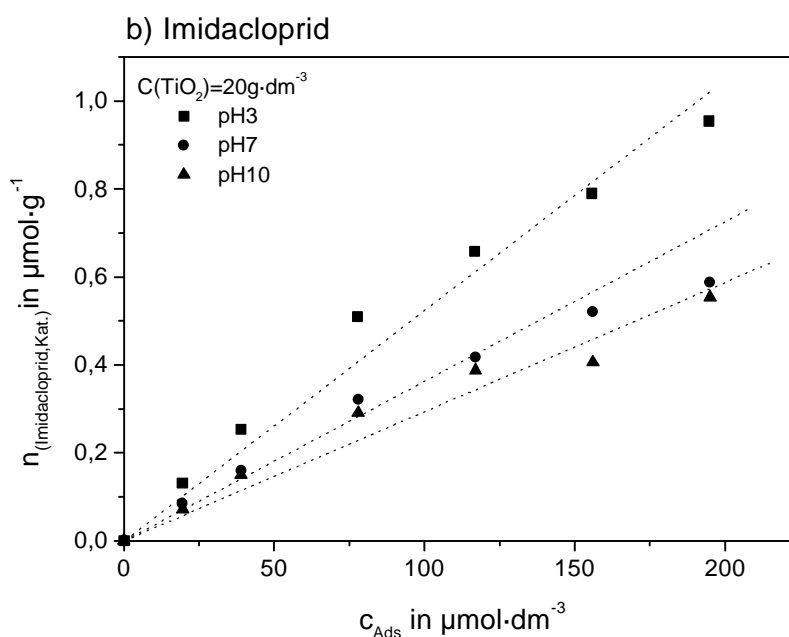 b) Imidacloprid
C(TiO₂)=20g·dm⁻³
pH3
pH7
pH10
n(Imidacloprid,Kat.) in µmol·g⁻¹
1,0
0,8
0,6
0,4
0,2
0,0
0 50 100 150 200
c_Ads in µmol·dm⁻³